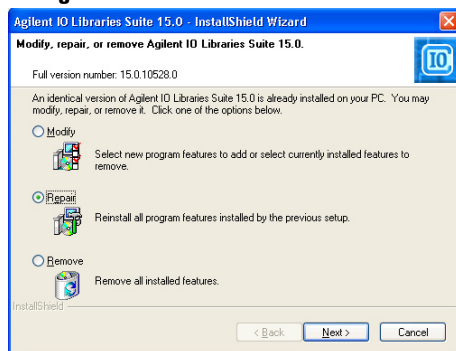 Agilent IO Libraries Suite 15.0 - InstallShield Wizard
Modify, repair, or remove Agilent IO Libraries Suite 15.0.
IO
Full version number: 15.0.10528.0
An identical version of Agilent IO Libraries Suite 15.0 is already installed on your PC. You may
modify, repair, or remove it. Click one of the options below.
Modify
Select new program features to add or select currently installed features to
remove.
Repair
Reinstall all program features installed by the previous setup.
Remove
Remove all installed features.
InstallShield
< Back Next > Cancel